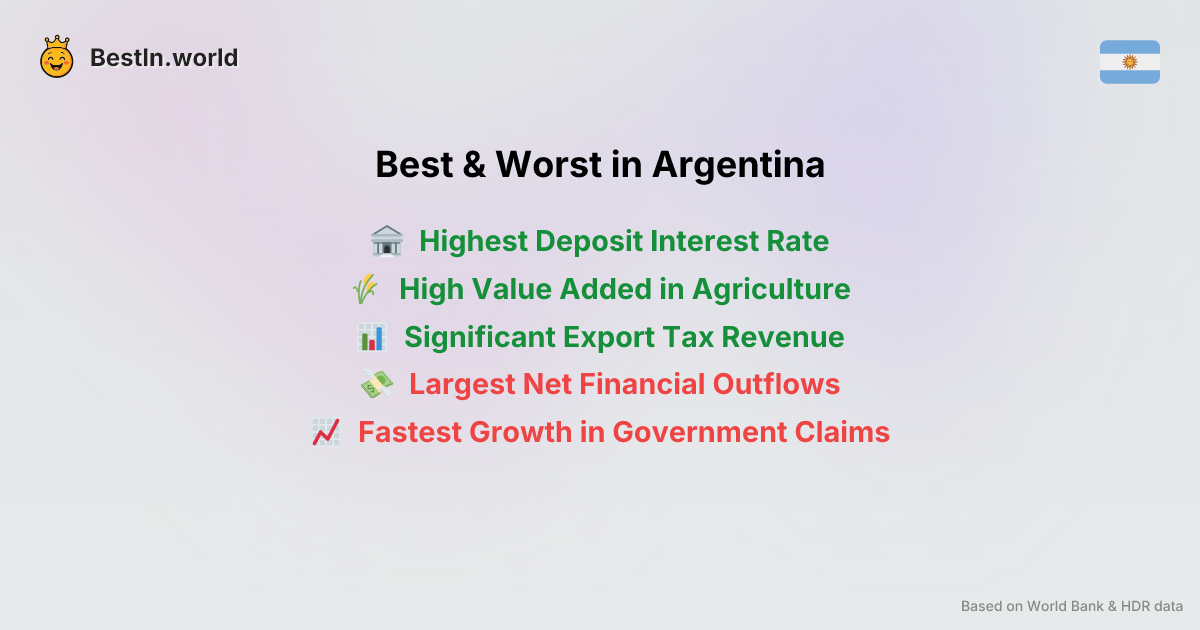 BestIn.world
Best & Worst in Argentina
Highest Deposit Interest Rate
High Value Added in Agriculture
Significant Export Tax Revenue
Largest Net Financial Outflows
Fastest Growth in Government Claims
Based on World Bank & HDR data